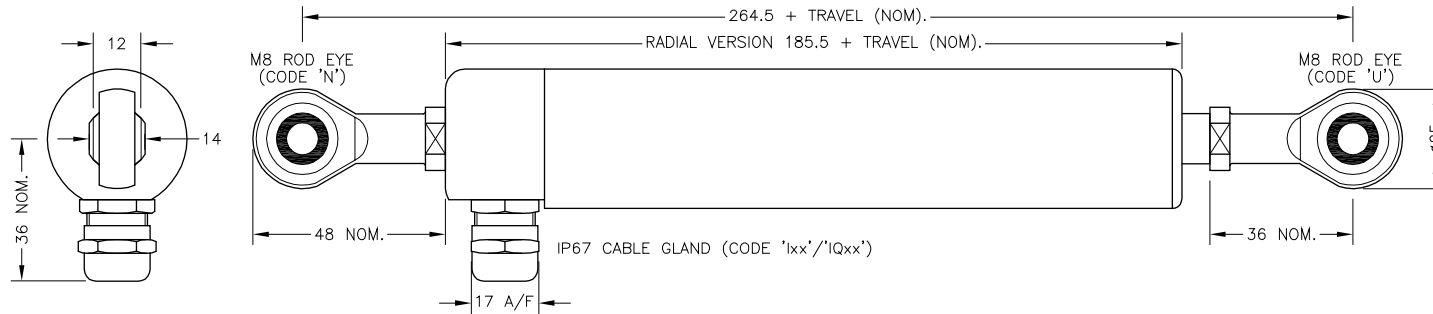 264.5 + TRAVEL (NOM).
RADIAL VERSION 185.5 + TRAVEL (NOM).
12
M8 ROD EYE
(CODE 'N')
M8 ROD EYE
(CODE 'U')
14
36 NOM.
48 NOM.
IP67 CABLE GLAND (CODE 'Ixx'/'IQxx')
36 NOM.
17 A/F